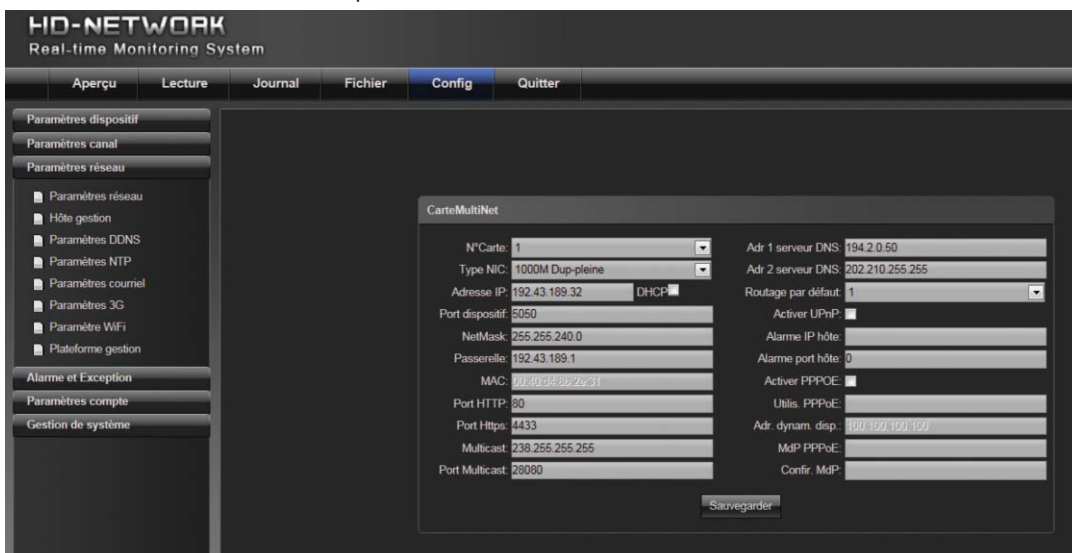 HD-NETWORK
Real-time Monitoring System
Aperçu Lecture Journal Fichier Config Quitter
Paramètres dispositif
Paramètres canal
Paramètres réseau
Paramètres réseau
Hôte gestion
Paramètres DDNS
Paramètres NTP
Paramètres courriel
Paramètres 3G
Paramètre WiFi
Plateforme gestion
Alarme et Exception
Paramètres compte
Gestion de système
CarteMultiNet
N°Carte: 1
Type NIC: 1000M Dup-pleine
Adresse IP: 192.43.189.32 DHCP
Port dispositif: 5050
NetMask: 255.255.240.0
Passerelle: 192.43.189.1
MAC:
Port HTTP: 80
Port Https: 4433
Multicast: 238.255.255.255
Port Multicast: 28080
Adr 1 serveur DNS: 194.2.0.50
Adr 2 serveur DNS: 202.210.255.255
Routage par défaut: 1
Activer UPnP:
Alarme IP hôte:
Alarme port hôte: 0
Activer PPPOE:
Utilis. PPPoE:
Adr. dynam. disp.: 100.100.100.100
MdP PPPoE:
Confir. MdP:
Sauvegarder